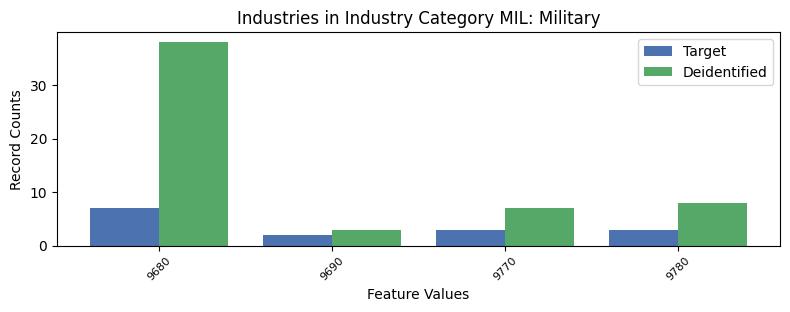 Industries in Industry Category MIL: Military
Target
Deidentified
Record Counts
30
20
10
0
9680
9690
9770
9780
Feature Values